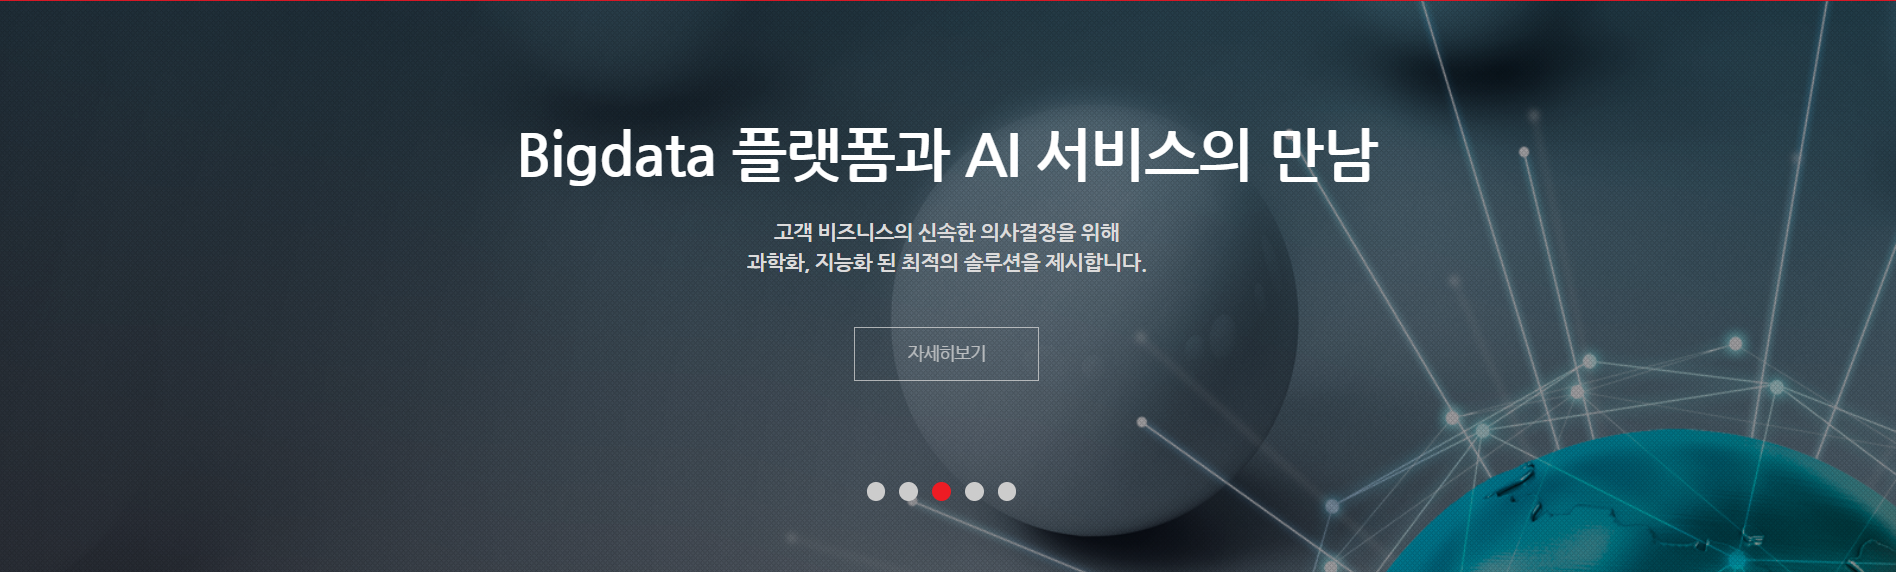 Bigdata 플랫폼과 AI 서비스의 만남
고객 비즈니스의 신속한 의사결정을 위해
과학화, 지능화 된 최적의 솔루션을 제시합니다.
자세히보기